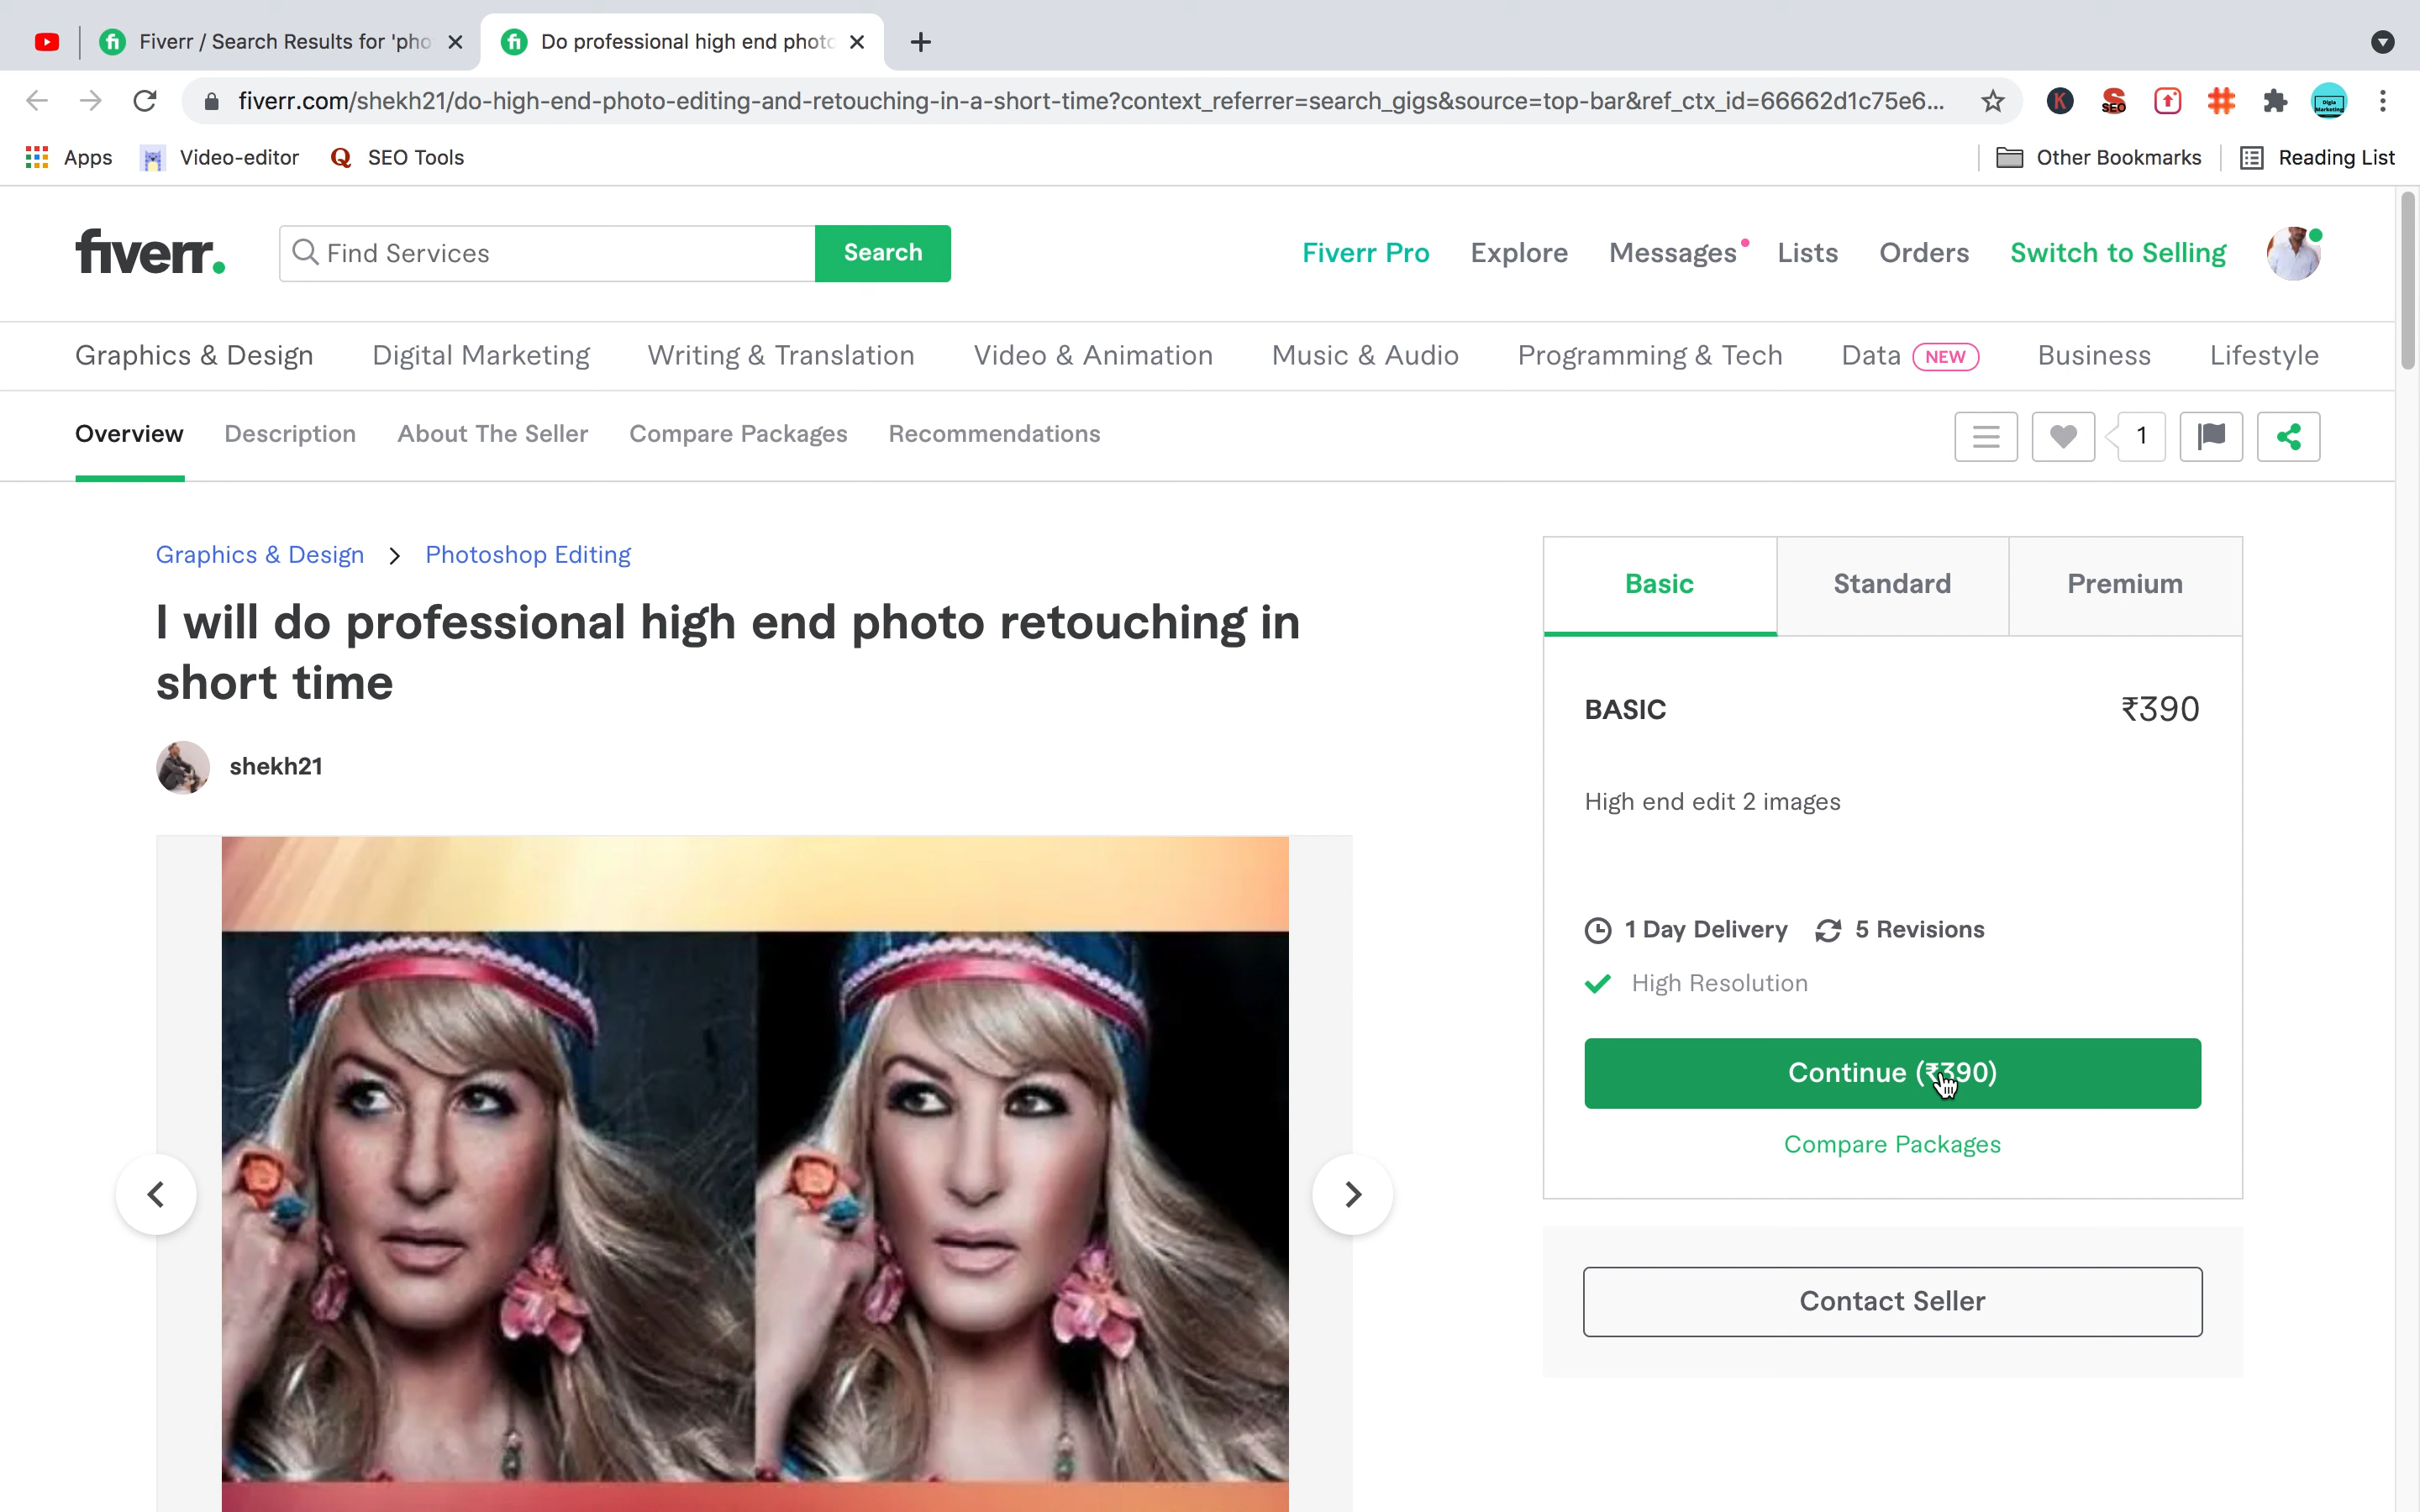 Fiverr / Search Results for 'pho
Do professional high end photo
fiverr.com/shekh21/do-high-end-photo-editing-and-retouching-in-a-short-time?context_referrer=search_gigs&source=top-bar&ref_ctx_id=66662d1c75e6...
Apps
Video-editor
SEO Tools
Other Bookmarks
Reading List
fiverr.
Find Services
Search
Fiverr Pro
Explore
Messages
Lists
Orders
Switch to Selling
Graphics & Design
Digital Marketing
Writing & Translation
Video & Animation
Music & Audio
Programming & Tech
Data NEW
Business
Lifestyle
Overview
Description
About The Seller
Compare Packages
Recommendations
1
Graphics & Design > Photoshop Editing
I will do professional high end photo retouching in
short time
shekh21
Basic
Standard
Premium
BASIC ₹390
High end edit 2 images
1 Day Delivery
5 Revisions
High Resolution
Continue (₹390)
Compare Packages
Contact Seller